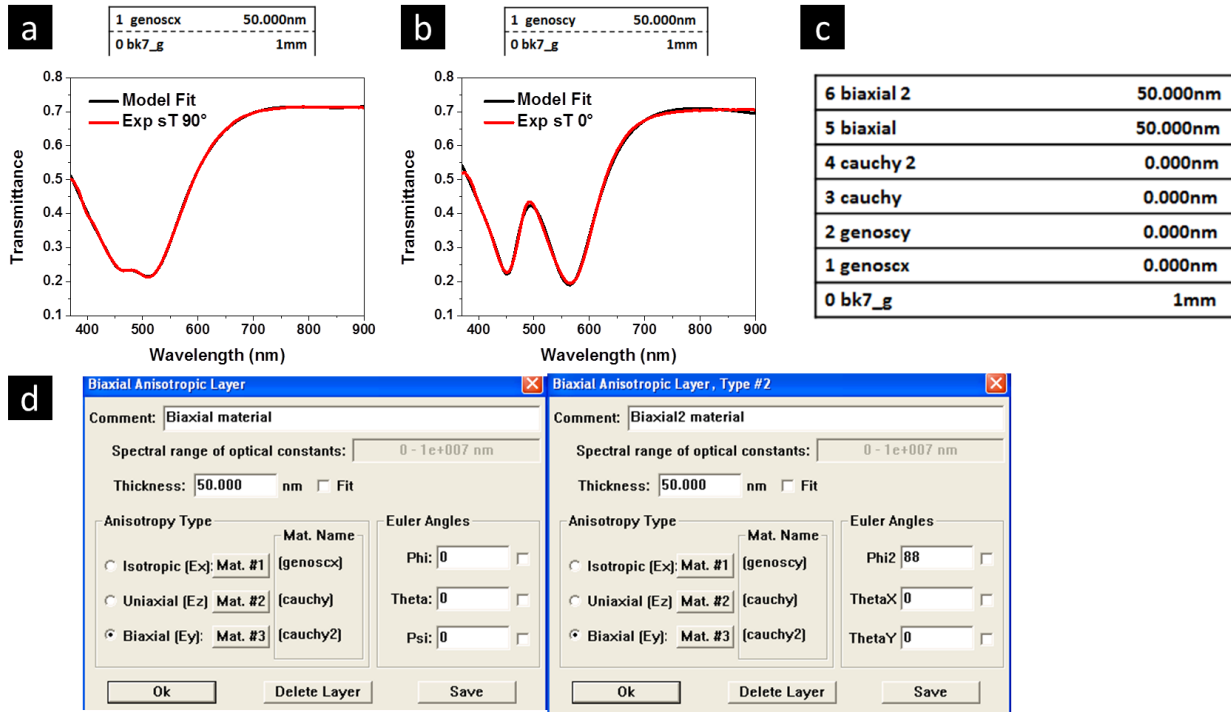 a
1 genoscx 50.000nm
0 bk7_g 1mm
b
1 genoscy 50.000nm
0 bk7_g 1mm
c
0.8
0.7
0.6
0.5
0.4
0.3
0.2
0.1
Transmittance
Model Fit
Exp sT 90°
400 500 600 700 800 900
Wavelength (nm)
0.8
0.7
0.6
0.5
0.4
0.3
0.2
0.1
Transmittance
Model Fit
Exp sT 0°
400 500 600 700 800 900
Wavelength (nm)
6 biaxial 2 50.000nm
5 biaxial 50.000nm
4 cauchy 2 0.000nm
3 cauchy 0.000nm
2 genoscy 0.000nm
1 genoscx 0.000nm
0 bk7_g 1mm
d
Biaxial Anisotropic Layer
Comment: Biaxial material
Spectral range of optical constants: 0 - 1e+007 nm
Thickness: 50.000 nm Fit
Anisotropy Type
Mat. Name
Isotropic (Ex): Mat. #1 (genoscx)
Uniaxial (Ez) Mat. #2 (cauchy)
Biaxial (Ey): Mat. #3 (cauchy2)
Euler Angles
Phi: 0
Theta: 0
Psi: 0
Ok Delete Layer Save
Biaxial Anisotropic Layer, Type #2
Comment: Biaxial2 material
Spectral range of optical constants: 0 - 1e+007 nm
Thickness: 50.000 nm Fit
Anisotropy Type
Mat. Name
Isotropic (Ex): Mat. #1 (genoscy)
Uniaxial (Ez) Mat. #2 (cauchy)
Biaxial (Ey): Mat. #3 (cauchy2)
Euler Angles
Phi2 88
ThetaX 0
ThetaY 0
Ok Delete Layer Save